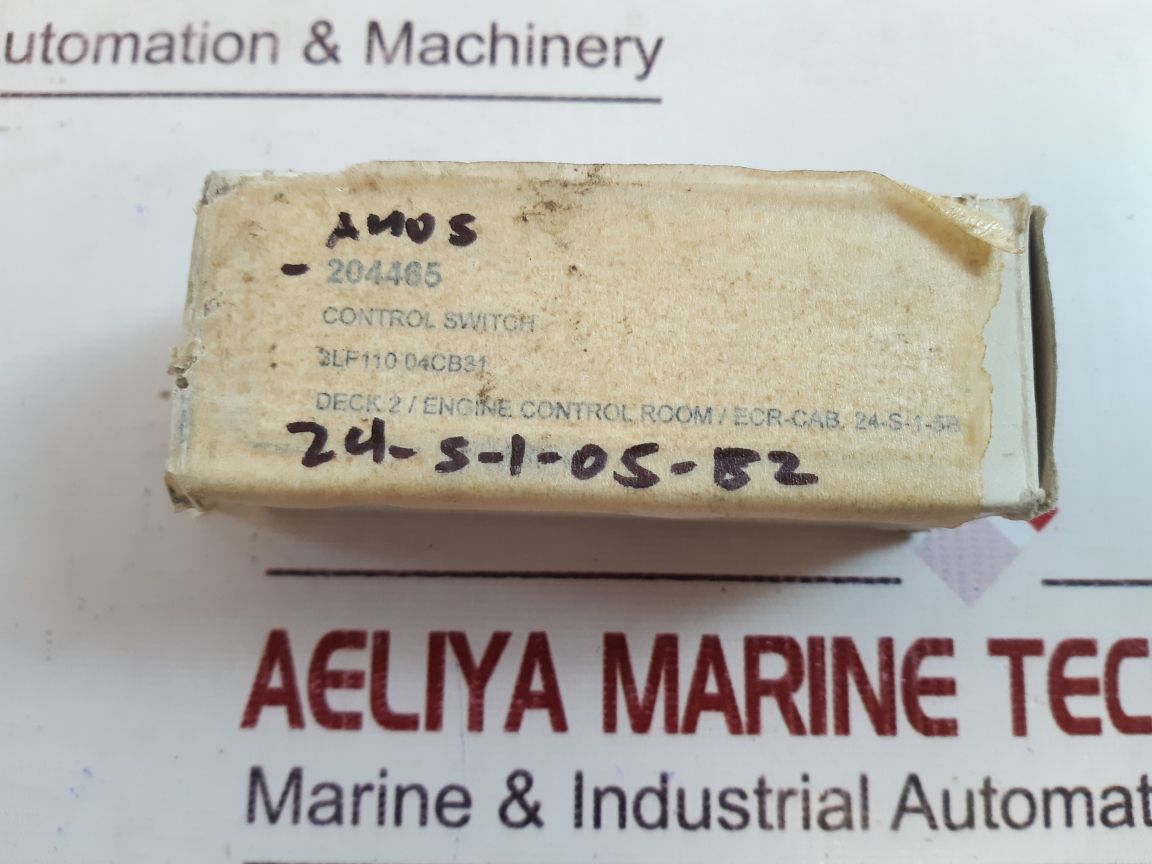 utomation & Machinery
AMOS
- 204465
CONTROL SWITCH
3LF110 04CB31
DECK 2 / ENGINE CONTROL ROOM / ECR-CAB. 24-S-1-5B
24-S-1-05-B2
AELIYA MARINE TEC
Marine & Industrial Automat